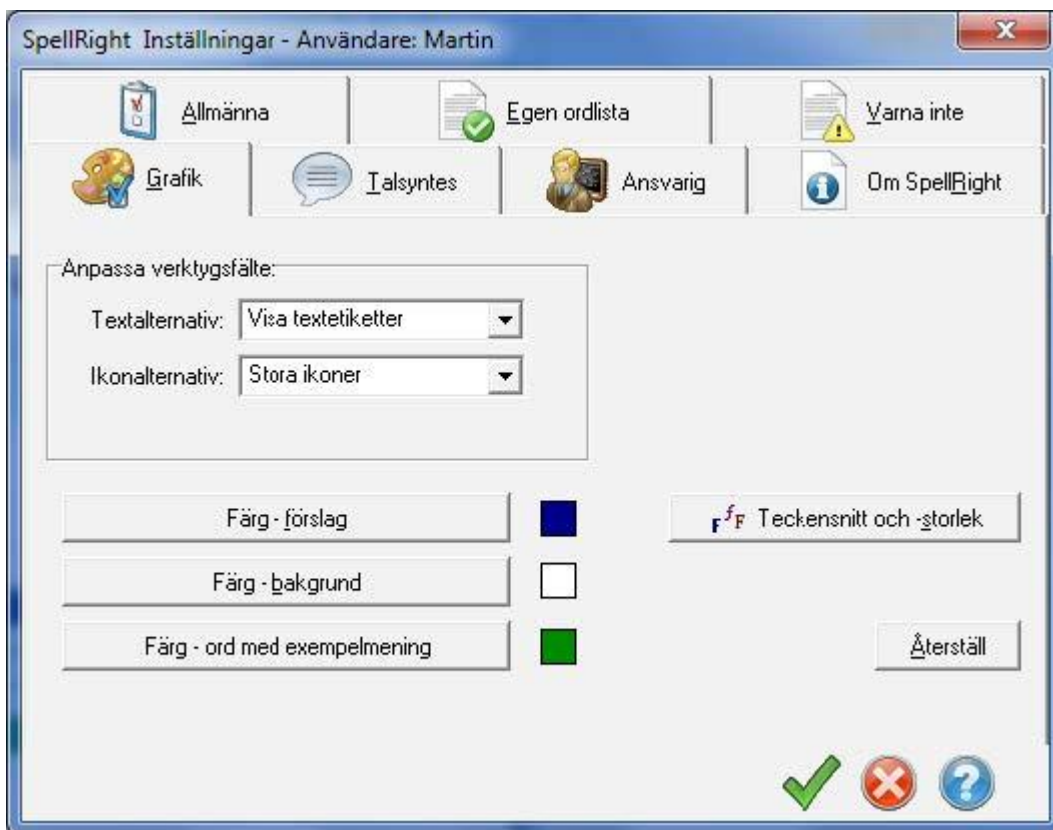 SpellRight Inställningar - Användare: Martin
Allmänna
Egen ordlista
Varna inte
Grafik
Talsyntes
Ansvarig
Om SpellRight
Anpassa verktygsfälte:
Textalternativ: Visa textetiketter
Ikonalternativ: Stora ikoner
Färg - förslag
FfF Teckensnitt och -storlek
Färg - bakgrund
Färg - ord med exempelmening
Återställ